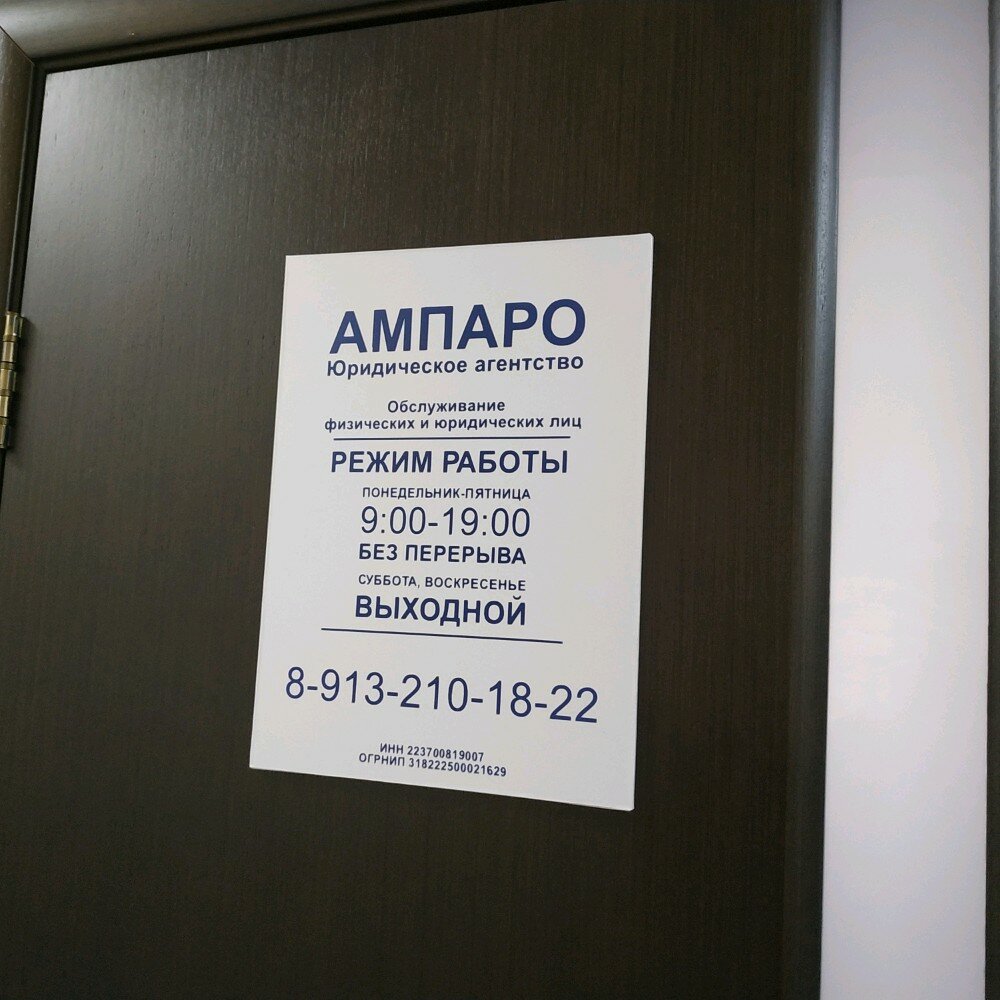 АМПАРО
Юридическое агентство
Обслуживание
физических и юридических лиц
РЕЖИМ РАБОТЫ
ПОНЕДЕЛЬНИК-ПЯТНИЦА
9:00-19:00
БЕЗ ПЕРЕРЫВА
СУББОТА, ВОСКРЕСЕНЬЕ
ВЫХОДНОЙ
8-913-210-18-22
ИНН 223700819007
ОГРНИП 318222500021629